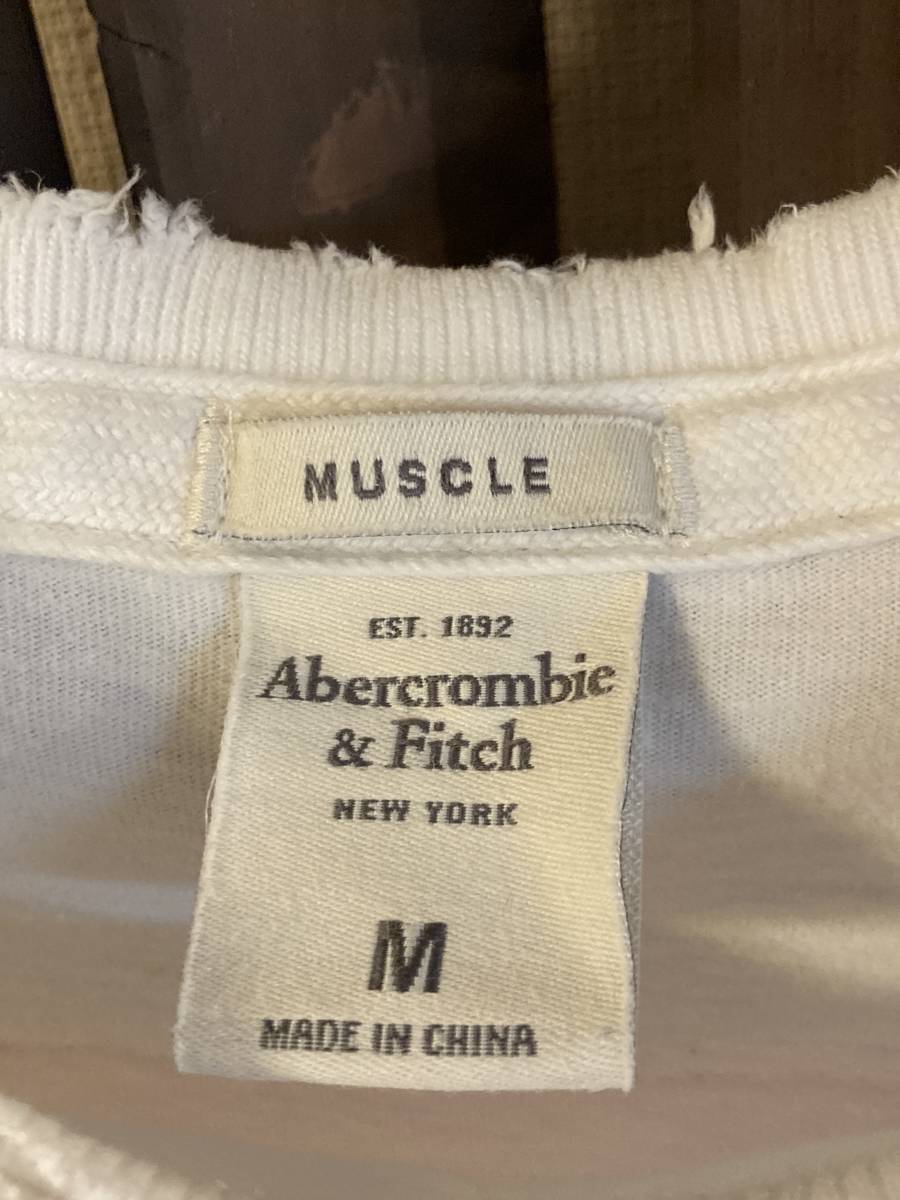 MUSCLE
EST. 1892
Abercrombie
& Fitch
NEW YORK
M
MADE IN CHINA